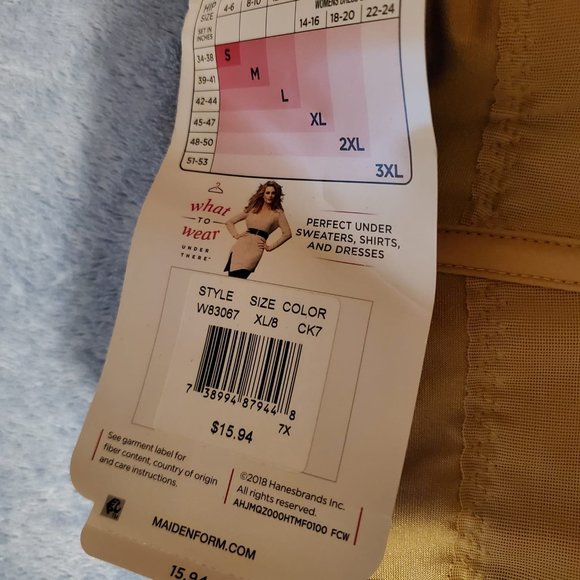 HIP
SIZE
SET IN
INCHES
4-6
8-10
WOMENS DRESS
14-16 18-20 22-24
34-38 S
39-41 M
42-44 L
45-47 XL
48-50 2XL
51-53 3XL
what
TO
wear
UNDER
THERE™
PERFECT UNDER
SWEATERS, SHIRTS,
AND DRESSES
STYLE SIZE COLOR
W83067 XL/8 CK7
7 38994 87944 8
7X
$15.94
See garment label for
fiber content, country of origin
and care instructions.
©2018 Hanesbrands Inc.
All rights reserved.
AHJMQZ000HTMF0100 FCW
MAIDENFORM.COM
15.94